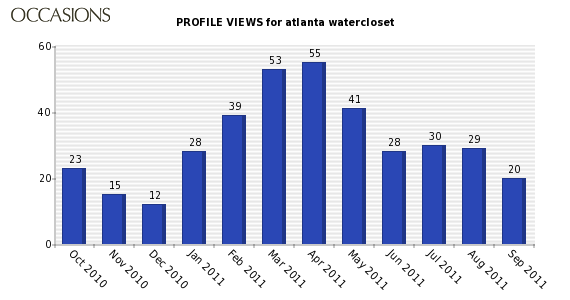 OCCASIONS
PROFILE VIEWS for atlanta watercloset
60
40
20
0
23
15
12
28
39
53
55
41
28
30
29
20
Oct 2010
Nov 2010
Dec 2010
Jan 2011
Feb 2011
Mar 2011
Apr 2011
May 2011
Jun 2011
Jul 2011
Aug 2011
Sep 2011